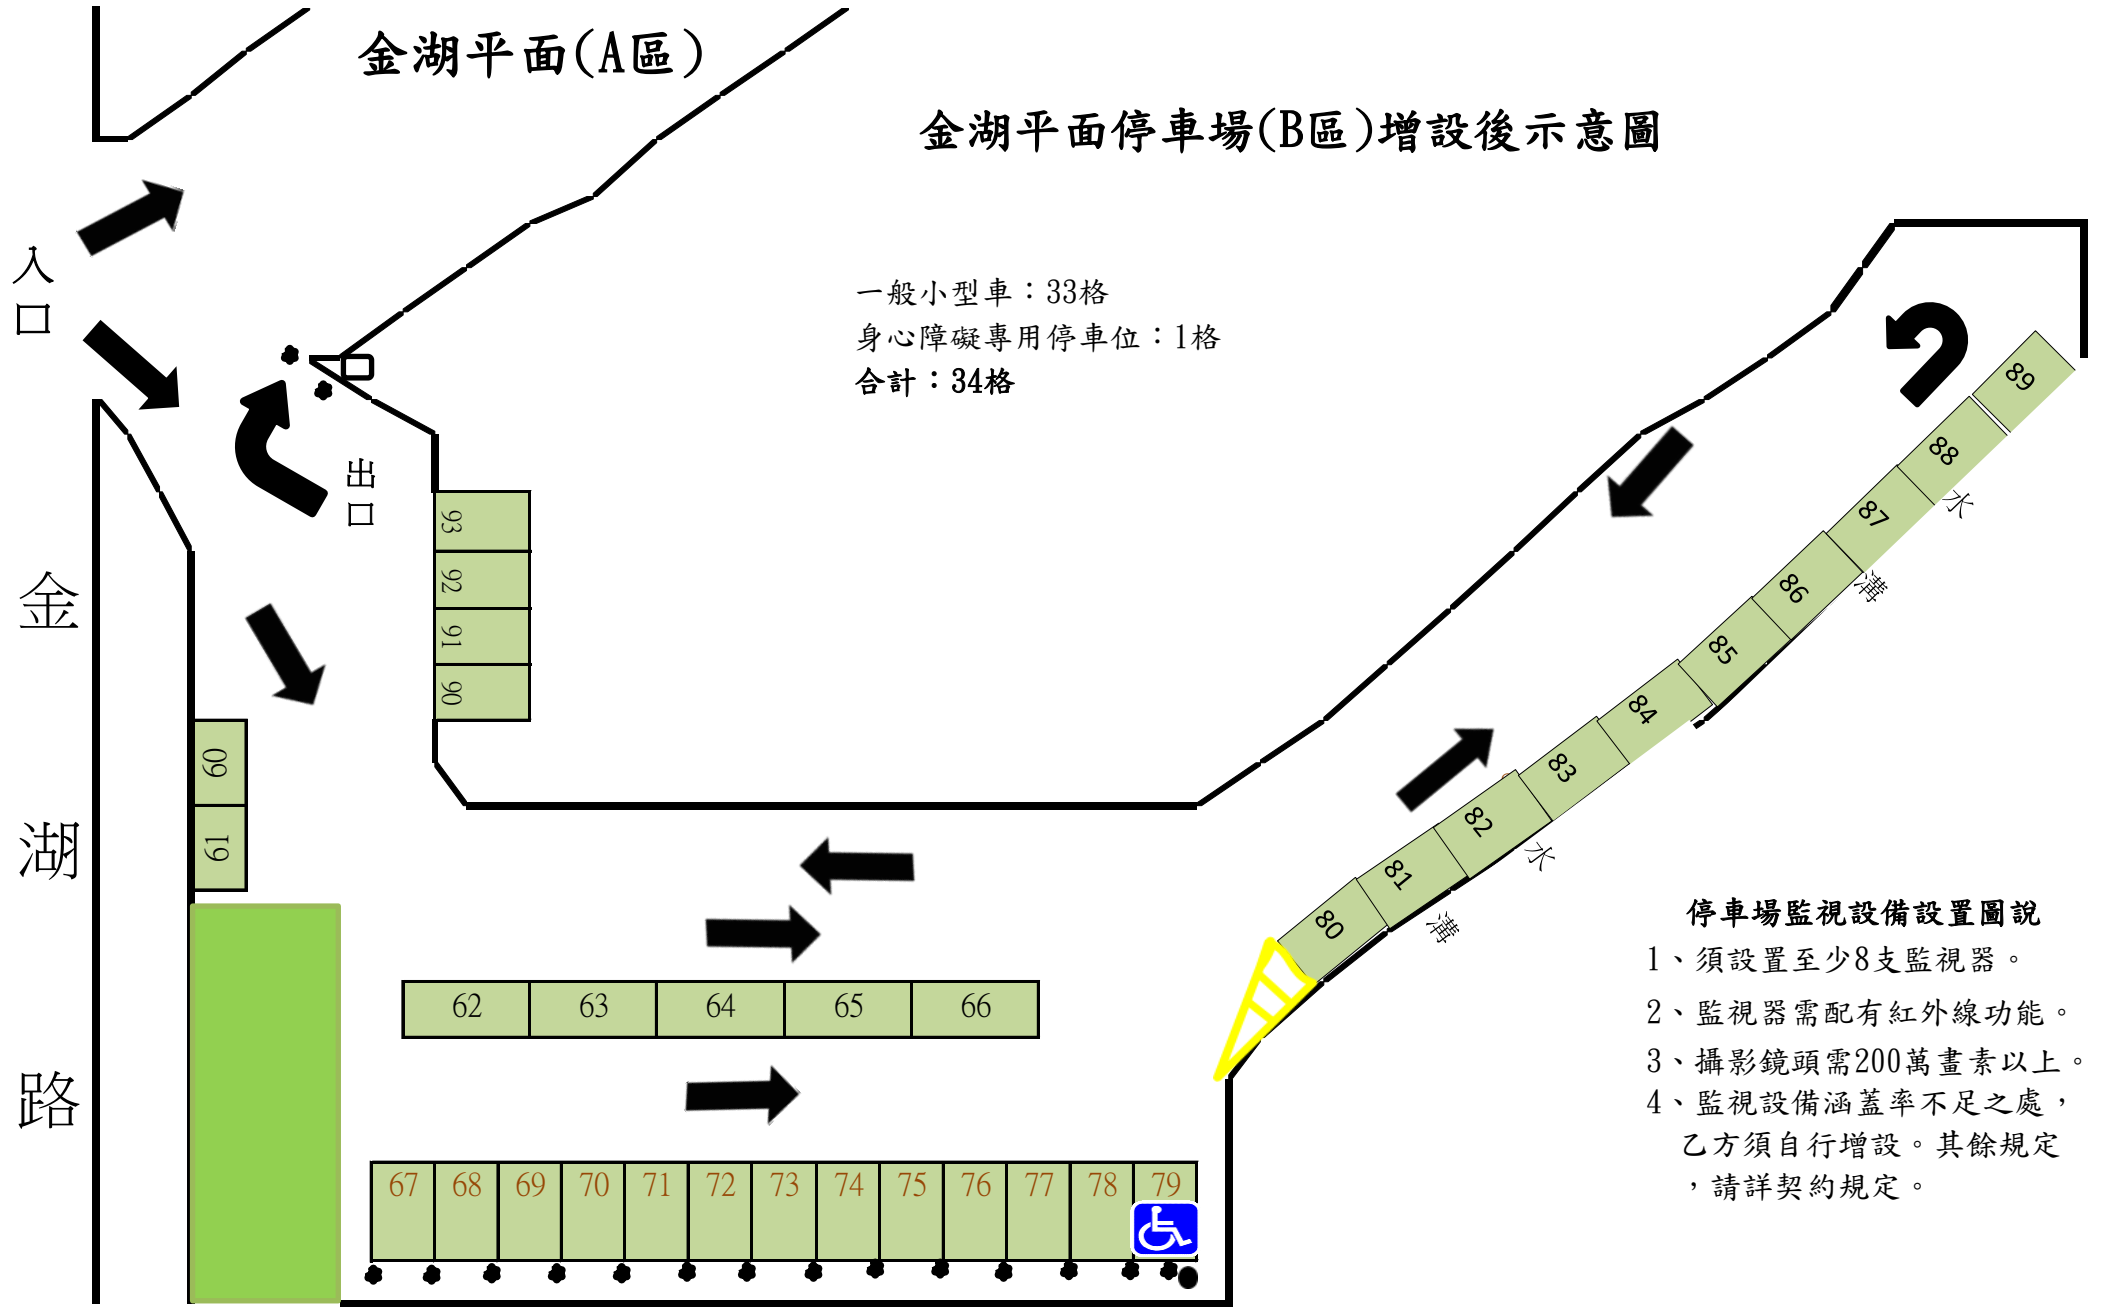 金湖平面(A區)
金湖平面停車場(B區)增設後示意圖
入口
一般小型車：33格
身心障礙專用停車位：1格
合計：34格
出口
金湖路
93
92
91
90
60
61
62 63 64 65 66
67 68 69 70 71 72 73 74 75 76 77 78 79
80
81
82
83
84
85
86
87
88
89
水溝
水溝
停車場監視設備設置圖說
1、須設置至少8支監視器。
2、監視器需配有紅外線功能。
3、攝影鏡頭需200萬畫素以上。
4、監視設備涵蓋率不足之處，
乙方須自行增設。其餘規定
，請詳契約規定。